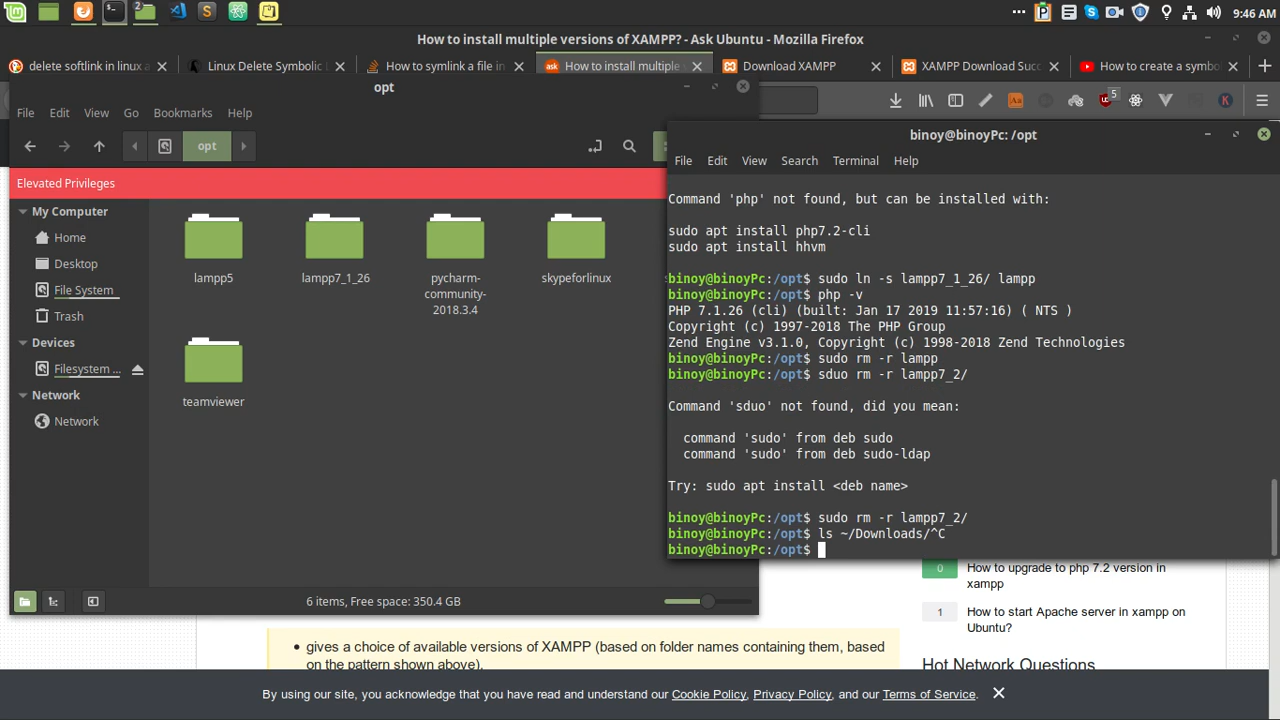 2
9:46 AM
How to install multiple versions of XAMPP? - Ask Ubuntu - Mozilla Firefox
delete softlink in linux a
Linux Delete Symbolic
How to symlink a file in
How to install multiple
Download XAMPP
XAMPP Download Succ
How to create a symbo
5
opt
File Edit View Go Bookmarks Help
opt
Elevated Privileges
My Computer
Home
Desktop
File System
Trash
Devices
Filesystem ...
Network
Network
lampp5
lampp7_1_26
pycharm-
community-
2018.3.4
skypeforlinux
teamviewer
6 items, Free space: 350.4 GB
binoy@binoyPc: /opt
File Edit View Search Terminal Help
Command 'php' not found, but can be installed with:
sudo apt install php7.2-cli
sudo apt install hhvm
binoy@binoyPc:/opt$ sudo ln -s lampp7_1_26/ lampp
binoy@binoyPc:/opt$ php -v
PHP 7.1.26 (cli) (built: Jan 17 2019 11:57:16) ( NTS )
Copyright (c) 1997-2018 The PHP Group
Zend Engine v3.1.0, Copyright (c) 1998-2018 Zend Technologies
binoy@binoyPc:/opt$ sudo rm -r lampp
binoy@binoyPc:/opt$ sduo rm -r lampp7_2/
Command 'sduo' not found, did you mean:
command 'sudo' from deb sudo
command 'sudo' from deb sudo-ldap
Try: sudo apt install <deb name>
binoy@binoyPc:/opt$ sudo rm -r lampp7_2/
binoy@binoyPc:/opt$ ls ~/Downloads/^C
binoy@binoyPc:/opt$
0
How to upgrade to php 7.2 version in
xampp
1
How to start Apache server in xampp on
Ubuntu?
Hot Network Questions
gives a choice of available versions of XAMPP (based on folder names containing them, based
on the pattern shown above).
By using our site, you acknowledge that you have read and understand our Cookie Policy, Privacy Policy, and our Terms of Service.